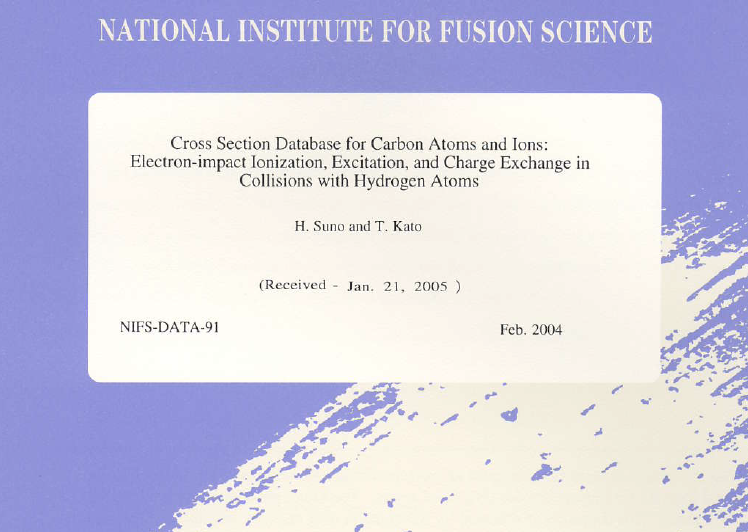 NATIONAL INSTITUTE FOR FUSION SCIENCE
Cross Section Database for Carbon Atoms and Ions:
Electron-impact Ionization, Excitation, and Charge Exchange in
Collisions with Hydrogen Atoms
H. Suno and T. Kato
(Received - Jan. 21, 2005 )
NIFS-DATA-91 Feb. 2004